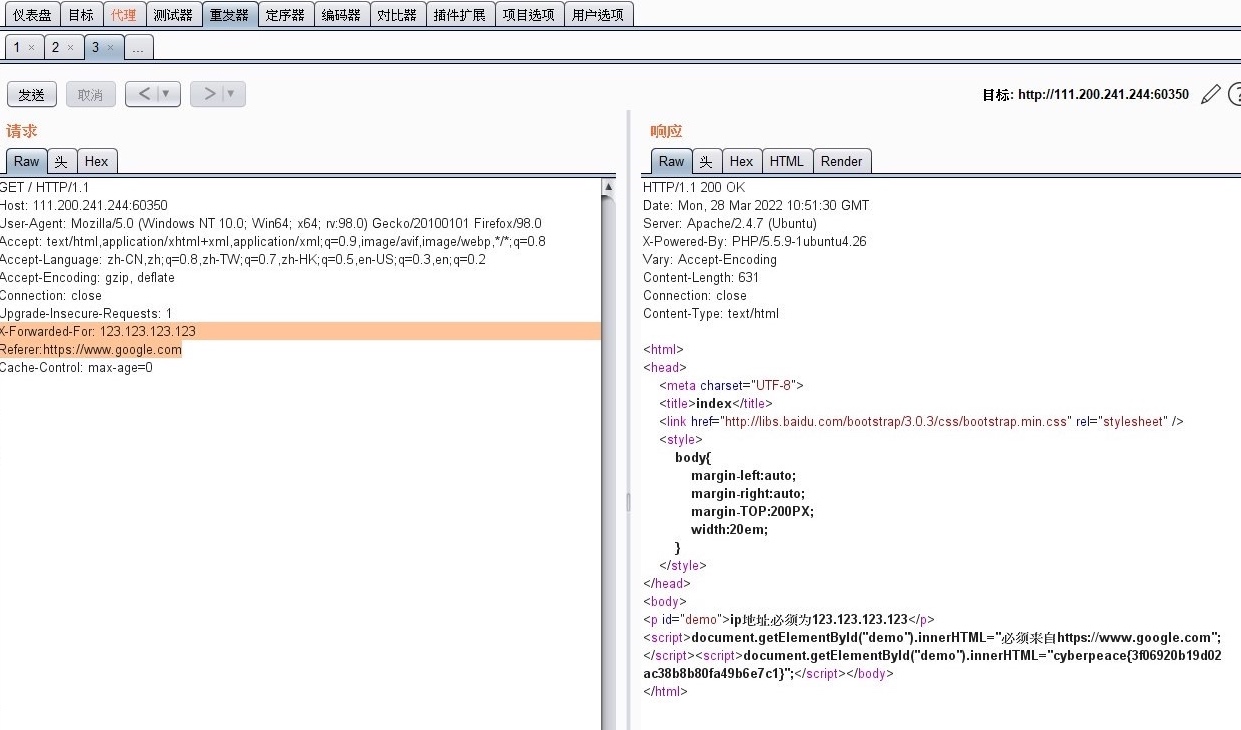 仪表盘 目标 代理 测试器 重发器 定序器 编码器 对比器 插件扩展 项目选项 用户选项
1 × 2 × 3 × ...
发送 取消 < ▼ > ▼ 目标: http://111.200.241.244:60350
请求
Raw 头 Hex
GET / HTTP/1.1
Host: 111.200.241.244:60350
User-Agent: Mozilla/5.0 (Windows NT 10.0; Win64; x64; rv:98.0) Gecko/20100101 Firefox/98.0
Accept: text/html,application/xhtml+xml,application/xml;q=0.9,image/avif,image/webp,*/*;q=0.8
Accept-Language: zh-CN,zh;q=0.8,zh-TW;q=0.7,zh-HK;q=0.5,en-US;q=0.3,en;q=0.2
Accept-Encoding: gzip, deflate
Connection: close
Upgrade-Insecure-Requests: 1
X-Forwarded-For: 123.123.123.123
Referer:https://www.google.com
Cache-Control: max-age=0
响应
Raw 头 Hex HTML Render
HTTP/1.1 200 OK
Date: Mon, 28 Mar 2022 10:51:30 GMT
Server: Apache/2.4.7 (Ubuntu)
X-Powered-By: PHP/5.5.9-1ubuntu4.26
Vary: Accept-Encoding
Content-Length: 631
Connection: close
Content-Type: text/html
<html>
<head>
<meta charset="UTF-8">
<title>index</title>
<link href="http://libs.baidu.com/bootstrap/3.0.3/css/bootstrap.min.css" rel="stylesheet" />
<style>
body{
margin-left:auto;
margin-right:auto;
margin-TOP:200PX;
width:20em;
}
</style>
</head>
<body>
<p id="demo">ip地址必须为123.123.123.123</p>
<script>document.getElementById("demo").innerHTML="必须来自https://www.google.com";
</script><script>document.getElementById("demo").innerHTML="cyberpeace{3f06920b19d02
ac38b8b80fa49b6e7c1}";</script></body>
</html>